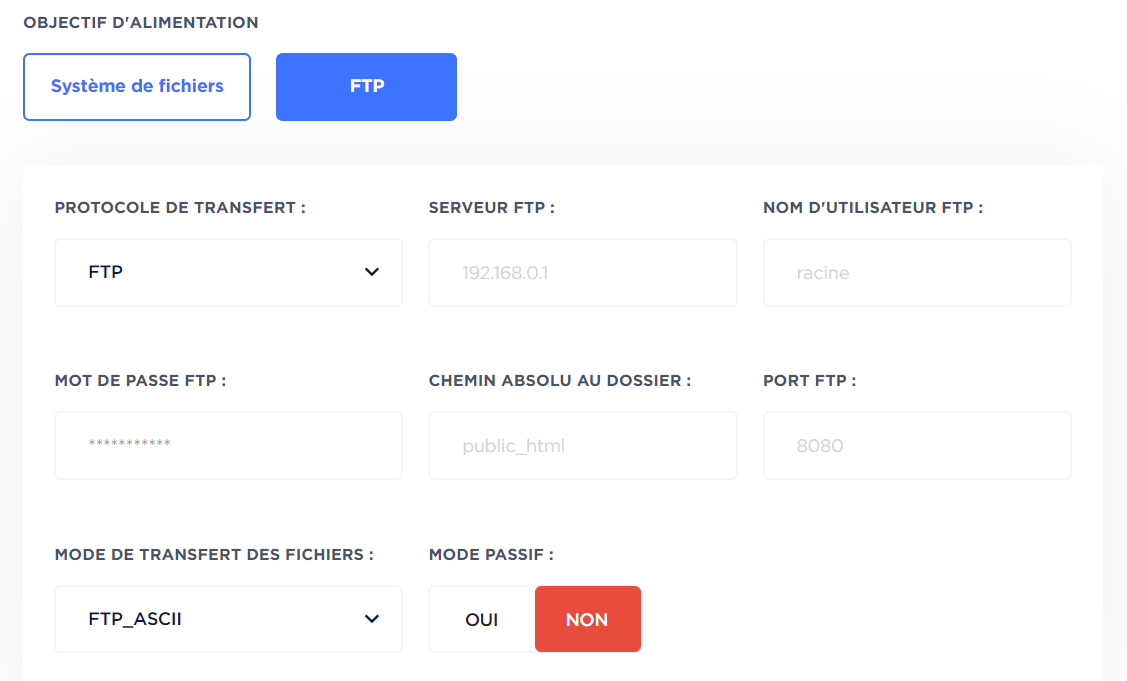 OBJECTIF D'ALIMENTATION
Système de fichiers
FTP
PROTOCOLE DE TRANSFERT :
SERVEUR FTP :
NOM D'UTILISATEUR FTP :
FTP
192.168.0.1
racine
MOT DE PASSE FTP :
CHEMIN ABSOLU AU DOSSIER :
PORT FTP :
***********
public_html
8080
MODE DE TRANSFERT DES FICHIERS :
MODE PASSIF :
FTP_ASCII
OUI
NON